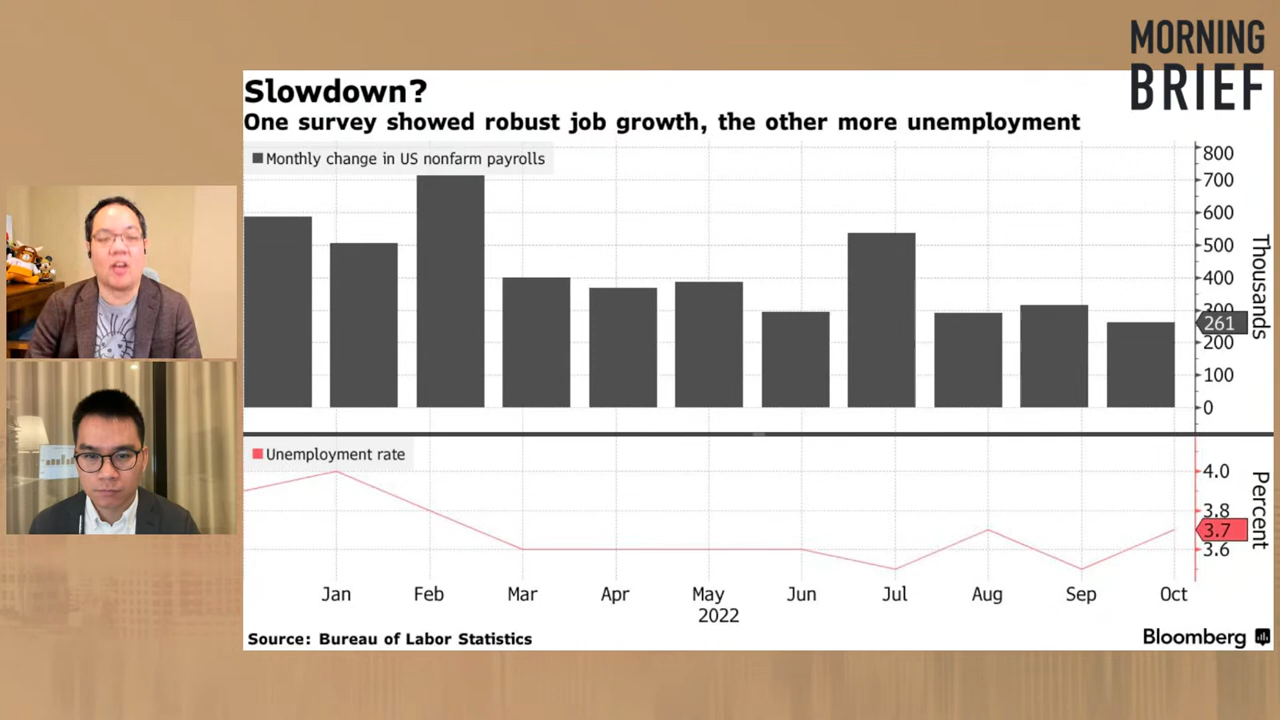 MORNING
BRIEF
Slowdown?
One survey showed robust job growth, the other more unemployment
Monthly change in US nonfarm payrolls
800
700
600
500
400
300
261
200
100
0
Thousands
Unemployment rate
4.0
3.8
3.7
3.6
Percent
Jan Feb Mar Apr May Jun Jul Aug Sep Oct
2022
Source: Bureau of Labor Statistics
Bloomberg